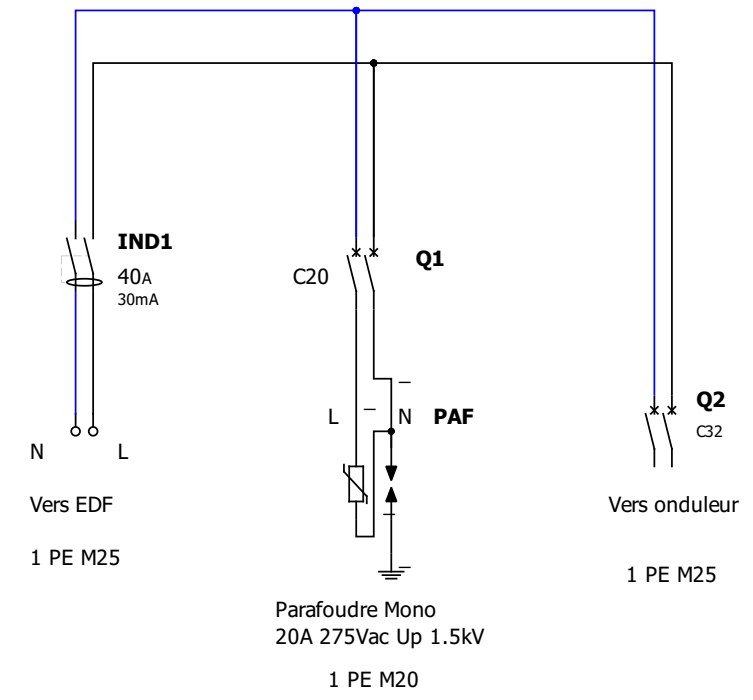 IND1
40A
30mA
Q1
C20
Q2
C32
L
N
PAF
N
L
Vers EDF
1 PE M25
Vers onduleur
1 PE M25
Parafoudre Mono
20A 275Vac Up 1.5kV
1 PE M20